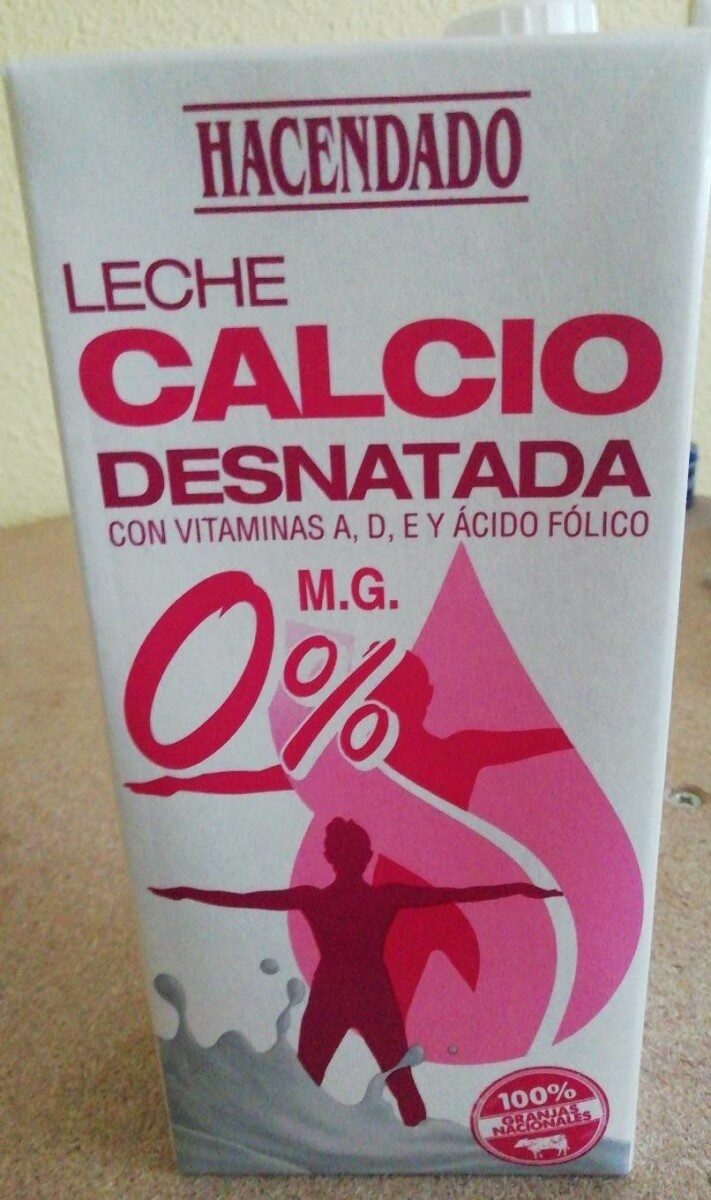 HACENDADO
LECHE
CALCIO
DESNATADA
CON VITAMINAS A, D, E Y ÁCIDO FÓLICO
M.G.
0%
100%
GRANJAS
NACIONALES